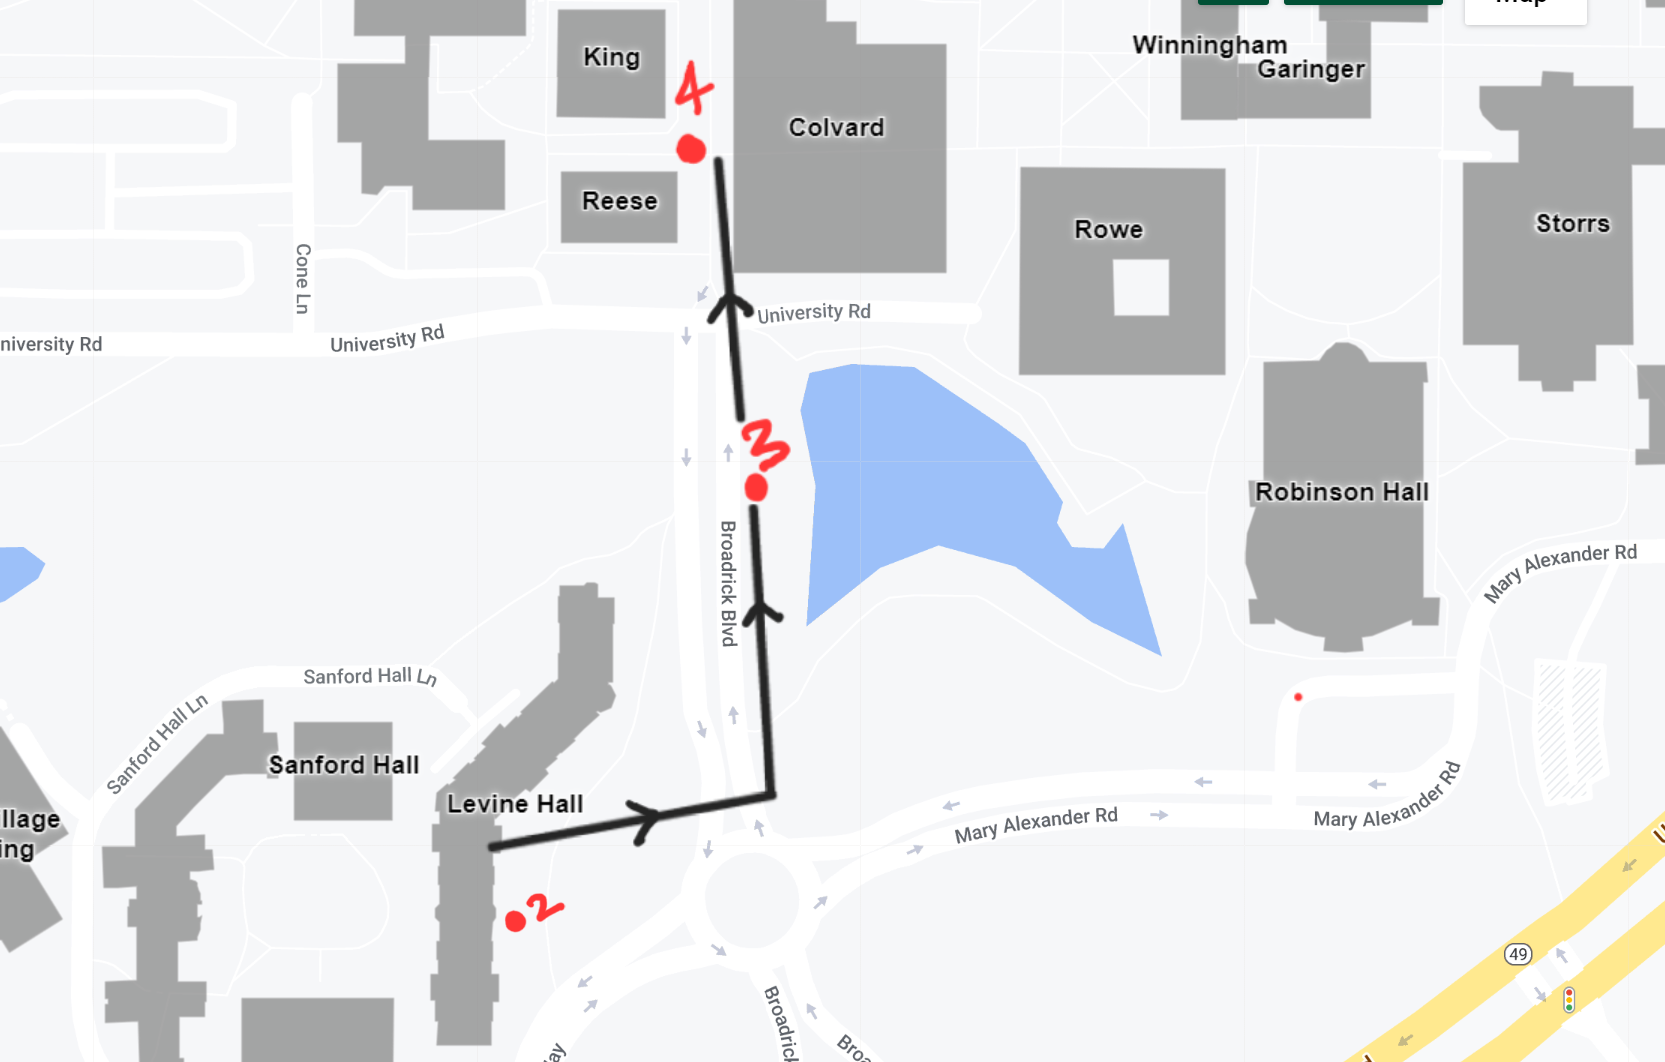 King
4
Colvard
Winningham
Garinger
Reese
Rowe
Storrs
Cone Ln
niversity Rd
University Rd
University Rd
3
Robinson Hall
Broadrick Blvd
Mary Alexander Rd
Sanford Hall Ln
Sanford Hall Ln
Sanford Hall
Levine Hall
llage
ing
Mary Alexander Rd
Mary Alexander Rd
2
49
Broadrick
Broa
ay